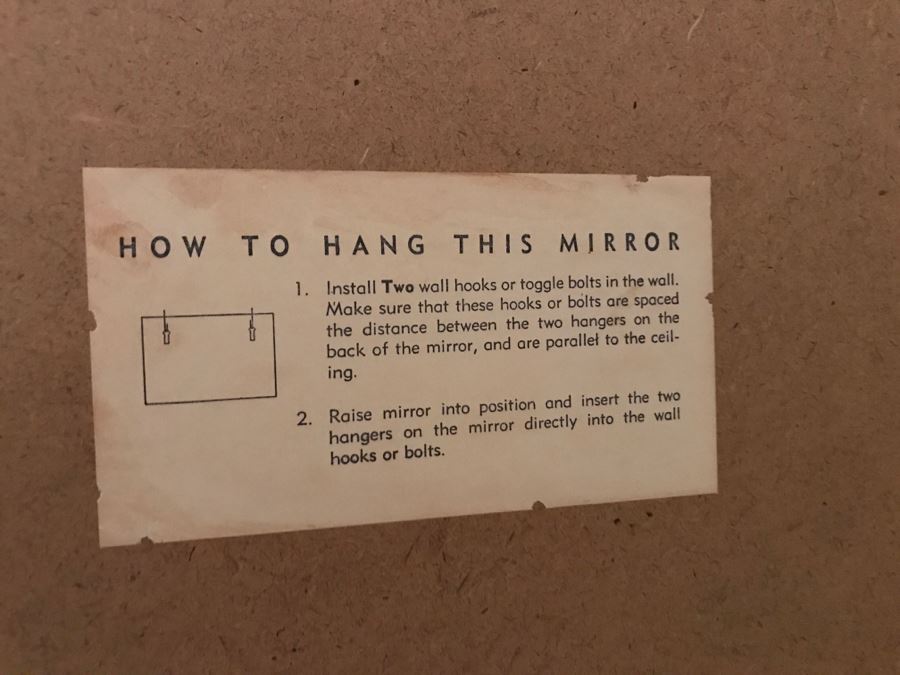 HOW TO HANG THIS MIRROR
1. Install Two wall hooks or toggle bolts in the wall.
Make sure that these hooks or bolts are spaced
the distance between the two hangers on the
back of the mirror, and are parallel to the ceil-
ing.
2. Raise mirror into position and insert the two
hangers on the mirror directly into the wall
hooks or bolts.